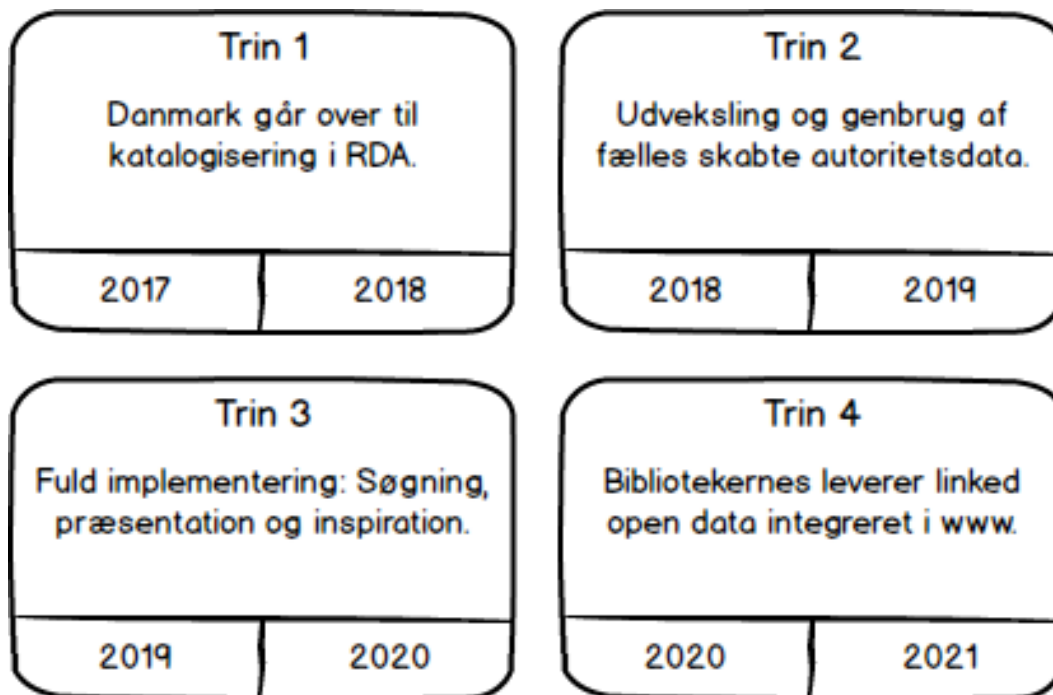 Trin 1
Danmark går over til
katalogisering i RDA.
2017 2018
Trin 2
Udveksling og genbrug af
fælles skabte autoritetsdata.
2018 2019
Trin 3
Fuld implementering: Søgning,
præsentation og inspiration.
2019 2020
Trin 4
Bibliotekernes leverer linked
open data integreret i www.
2020 2021